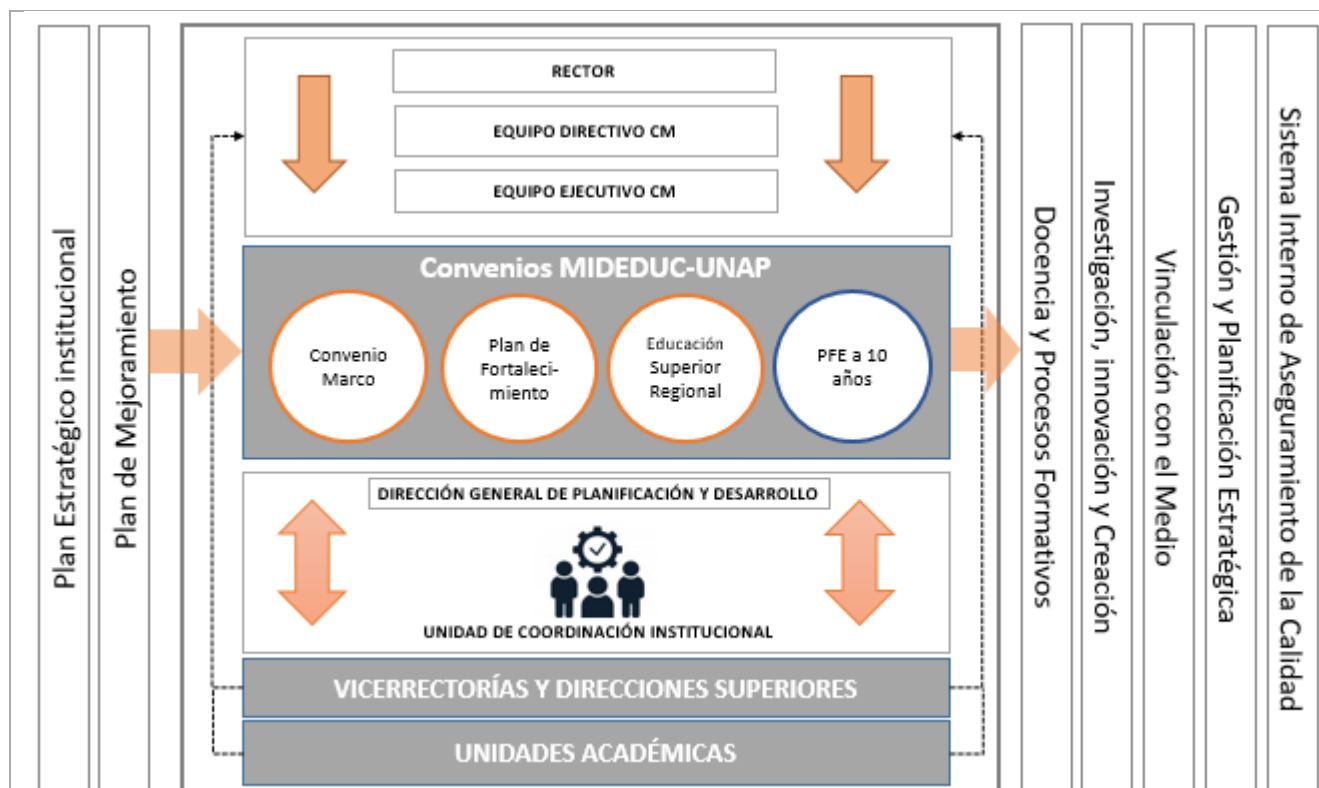 Plan Estratégico institucional
Plan de Mejoramiento
RECTOR
EQUIPO DIRECTIVO CM
EQUIPO EJECUTIVO CM
Convenios MIDEDUC-UNAP
Convenio
Marco
Plan de
Fortaleci-
miento
Educación
Superior
Regional
PFE a 10
años
DIRECCIÓN GENERAL DE PLANIFICACIÓN Y DESARROLLO
UNIDAD DE COORDINACIÓN INSTITUCIONAL
VICERRECTORÍAS Y DIRECCIONES SUPERIORES
UNIDADES ACADÉMICAS
Docencia y Procesos Formativos
Investigación, innovación y Creación
Vinculación con el Medio
Gestión y Planificación Estratégica
Sistema Interno de Aseguramiento de la Calidad